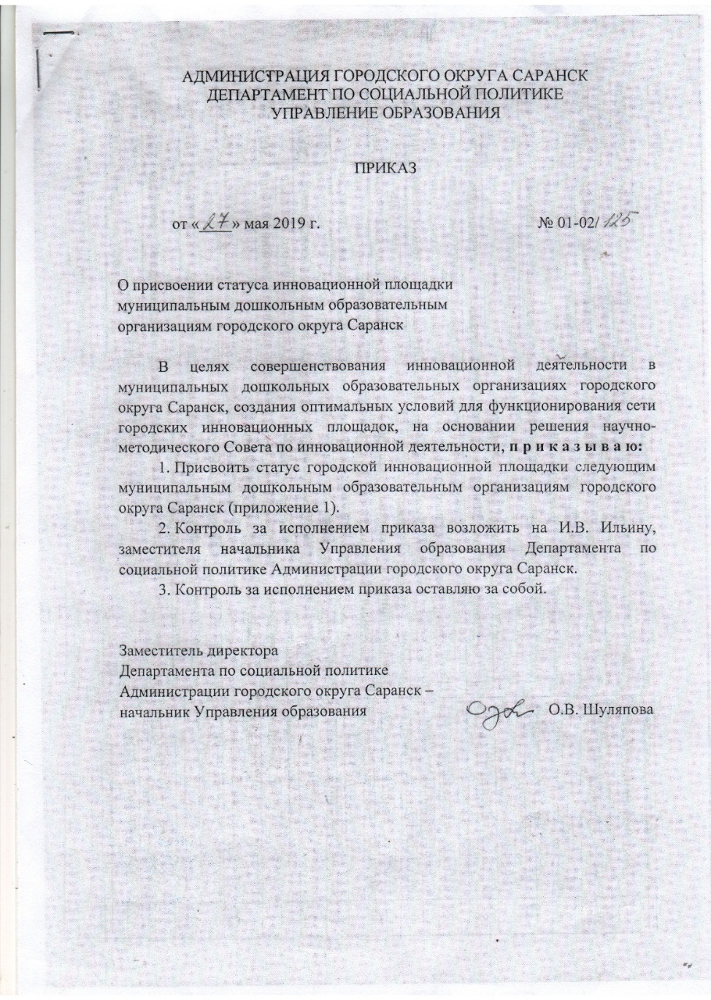 АДМИНИСТРАЦИЯ ГОРОДСКОГО ОКРУГА САРАНСК
ДЕПАРТАМЕНТ ПО СОЦИАЛЬНОЙ ПОЛИТИКЕ
УПРАВЛЕНИЕ ОБРАЗОВАНИЯ
ПРИКАЗ
от «27» мая 2019 г. № 01-02/125
О присвоении статуса инновационной площадки
муниципальным дошкольным образовательным
организациям городского округа Саранск
В целях совершенствования инновационной деятельности в
муниципальных дошкольных образовательных организациях городского
округа Саранск, создания оптимальных условий для функционирования сети
городских инновационных площадок, на основании решения научно-
методического Совета по инновационной деятельности, п р и к а з ы в а ю:
1. Присвоить статус городской инновационной площадки следующим
муниципальным дошкольным образовательным организациям городского
округа Саранск (приложение 1).
2. Контроль за исполнением приказа возложить на И.В. Ильину,
заместителя начальника Управления образования Департамента по
социальной политике Администрации городского округа Саранск.
3. Контроль за исполнением приказа оставляю за собой.
Заместитель директора
Департамента по социальной политике
Администрации городского округа Саранск –
начальник Управления образования О.В. Шуляпова